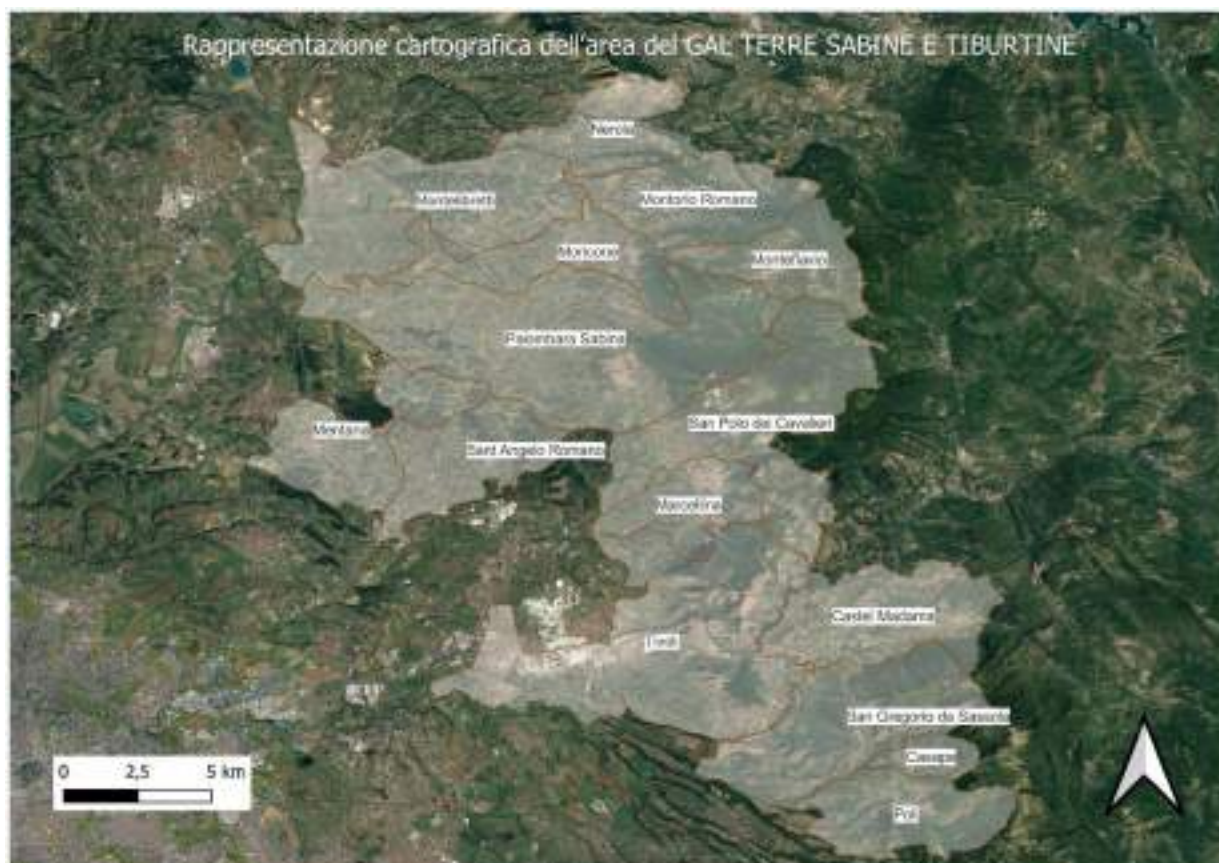 Rappresentazione cartografica dell'area del GAL TERRE SABINE E TIBURTINE
Nerola
Montelibretti
Montorio Romano
Moricone
Monteflavio
Palombara Sabina
San Polo dei Cavalieri
Mentana
Sant Angelo Romano
Marcellina
Castel Madama
Tivoli
San Gregorio da Sassola
Casape
Poli
0 2,5 5 km